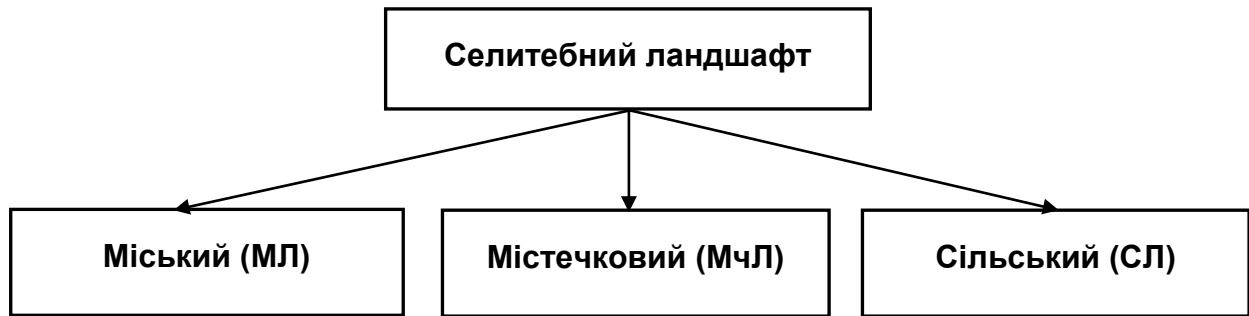 Селитебний ландшафт
Міський (МЛ)
Містечковий (МчЛ)
Сільський (СЛ)